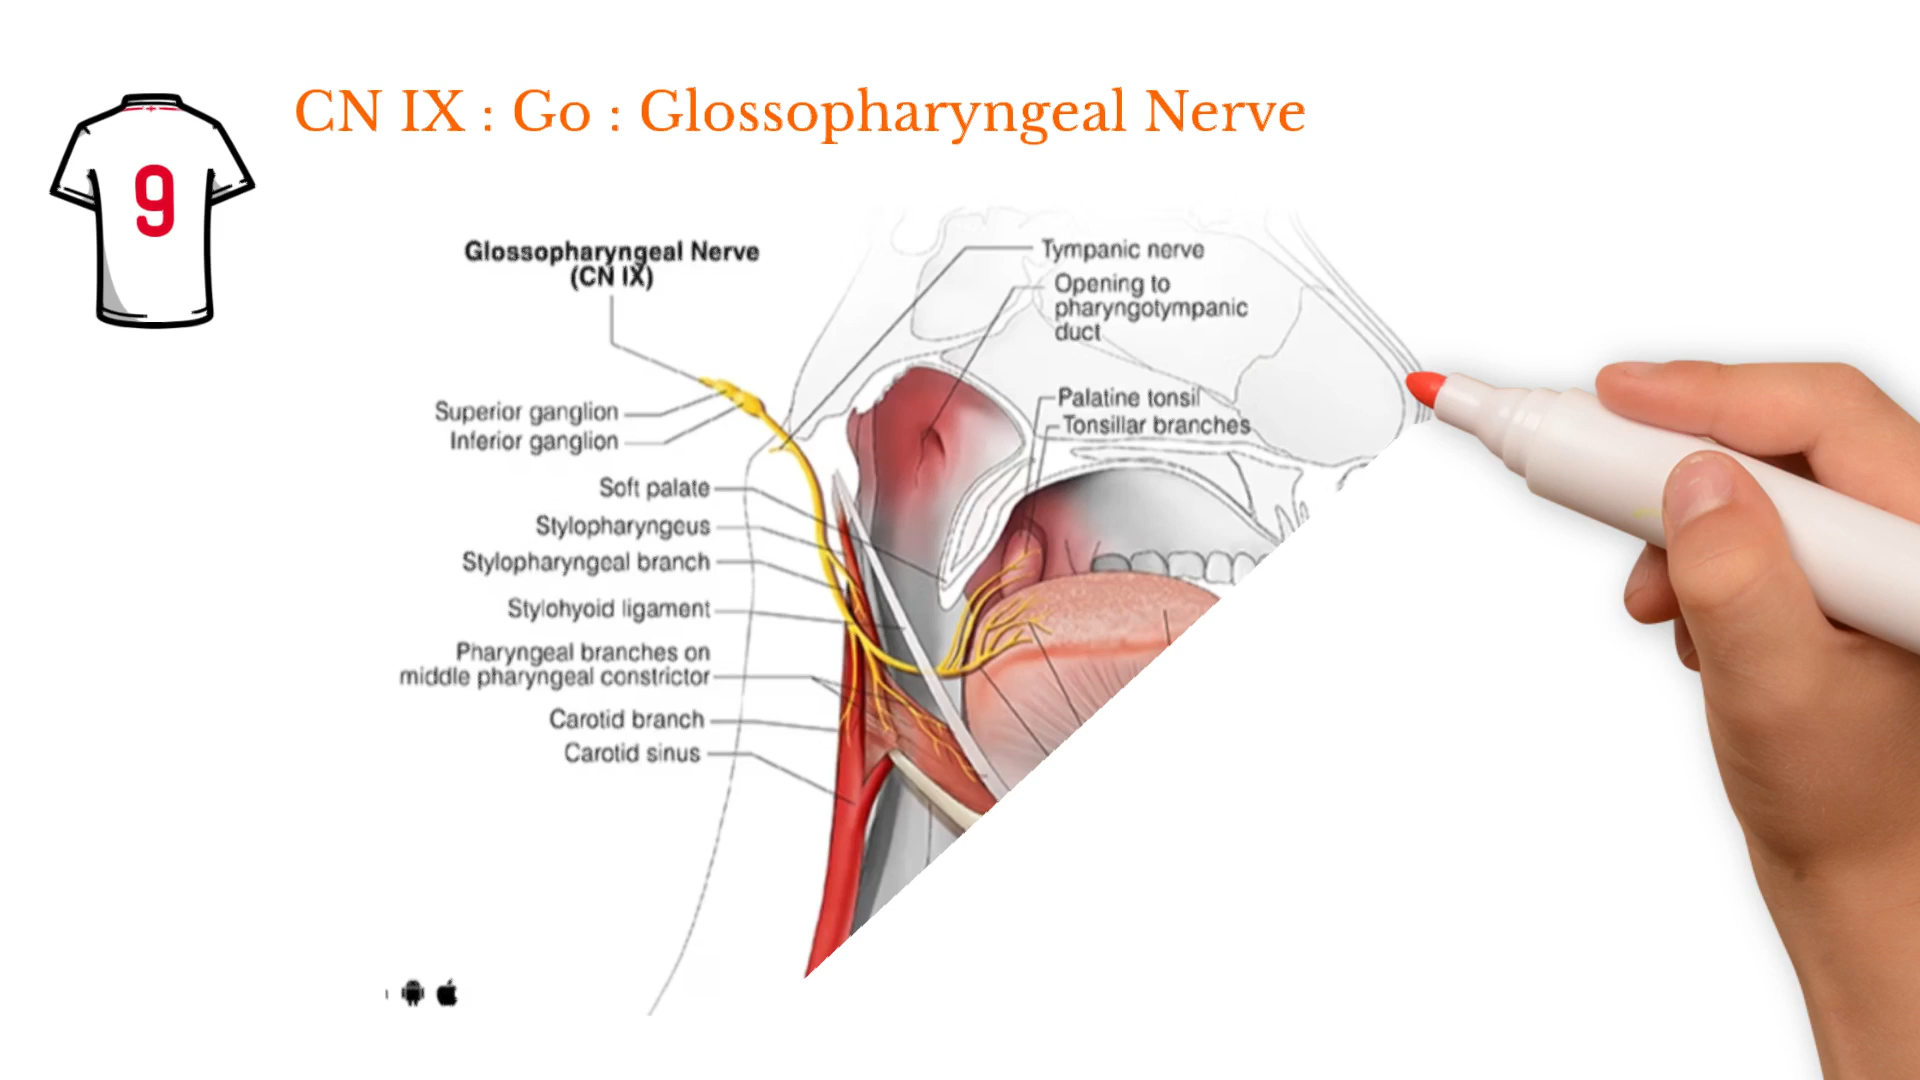 CN IX : Go : Glossopharyngeal Nerve
9
Glossopharyngeal Nerve
(CN IX)
Tympanic nerve
Opening to
pharyngotympanic
duct
Palatine tonsil
Tonsillar branches
Superior ganglion
Inferior ganglion
Soft palate
Stylopharyngeus
Stylopharyngeal branch
Stylohyoid ligament
Pharyngeal branches on
middle pharyngeal constrictor
Carotid branch
Carotid sinus